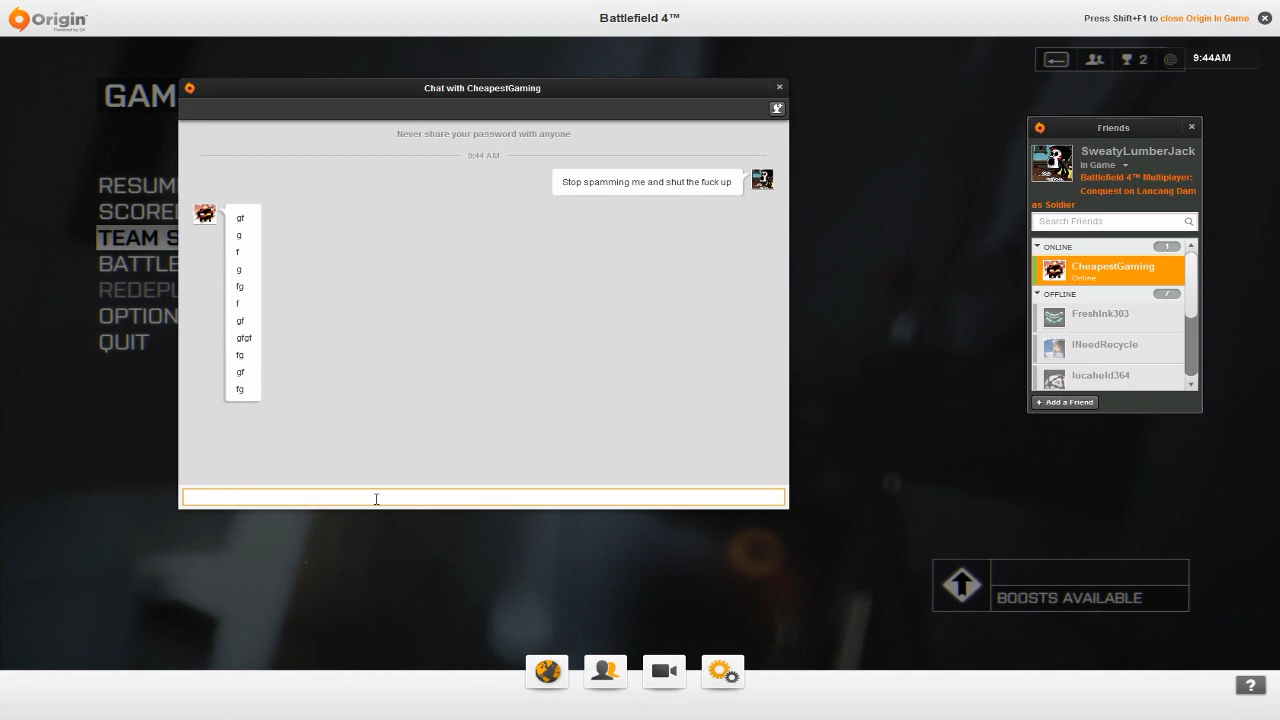 Origin
Powered by EA
Battlefield 4™
Press Shift+F1 to close Origin In Game
2
9:44AM
GAM
RESUM
SCORE
TEAM S
BATTLE
REDEPL
OPTION
QUIT
Chat with CheapestGaming
Never share your password with anyone
9:44 AM
Stop spamming me and shut the fuck up
gf
g
f
g
fg
f
gf
gfgf
fg
gf
fg
Friends
SweatyLumberJack
In Game
Battlefield 4™ Multiplayer:
Conquest on Lancang Dam
as Soldier
Search Friends
ONLINE 1
CheapestGaming
Online
OFFLINE 7
FreshInk303
INeedRecycle
lucaheld364
+ Add a Friend
BOOSTS AVAILABLE
?